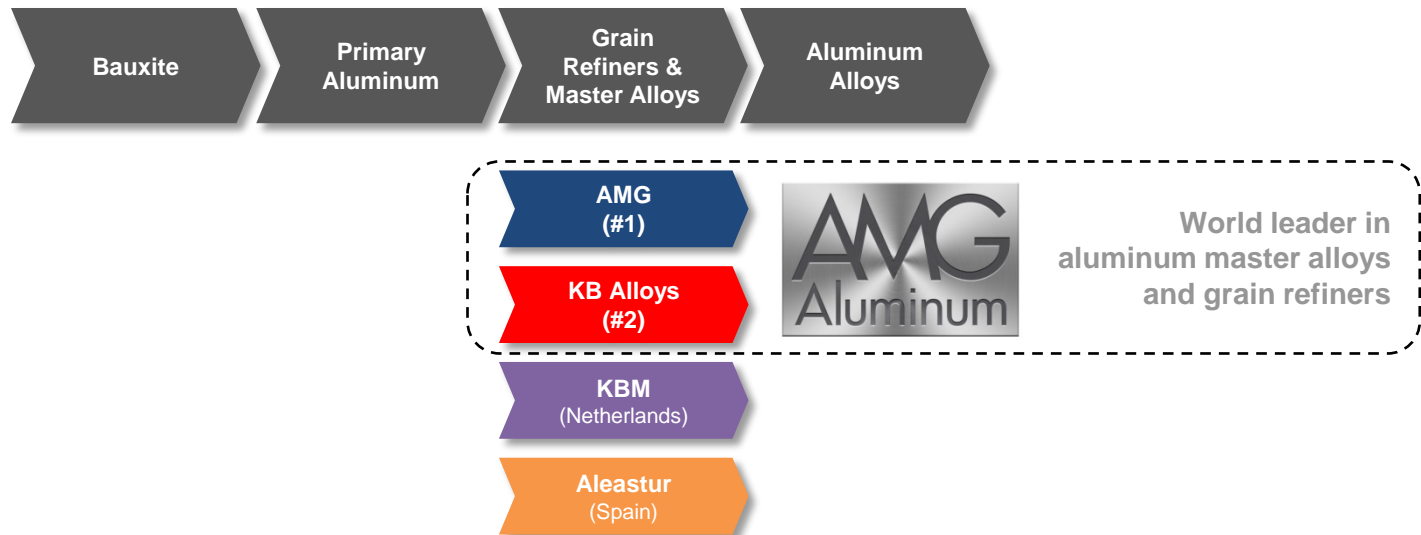 Bauxite
Primary
Aluminum
Grain
Refiners &
Master Alloys
Aluminum
Alloys
AMG
(#1)
AMG
Aluminum
World leader in
aluminum master alloys
and grain refiners
KB Alloys
(#2)
KBM
(Netherlands)
Aleastur
(Spain)